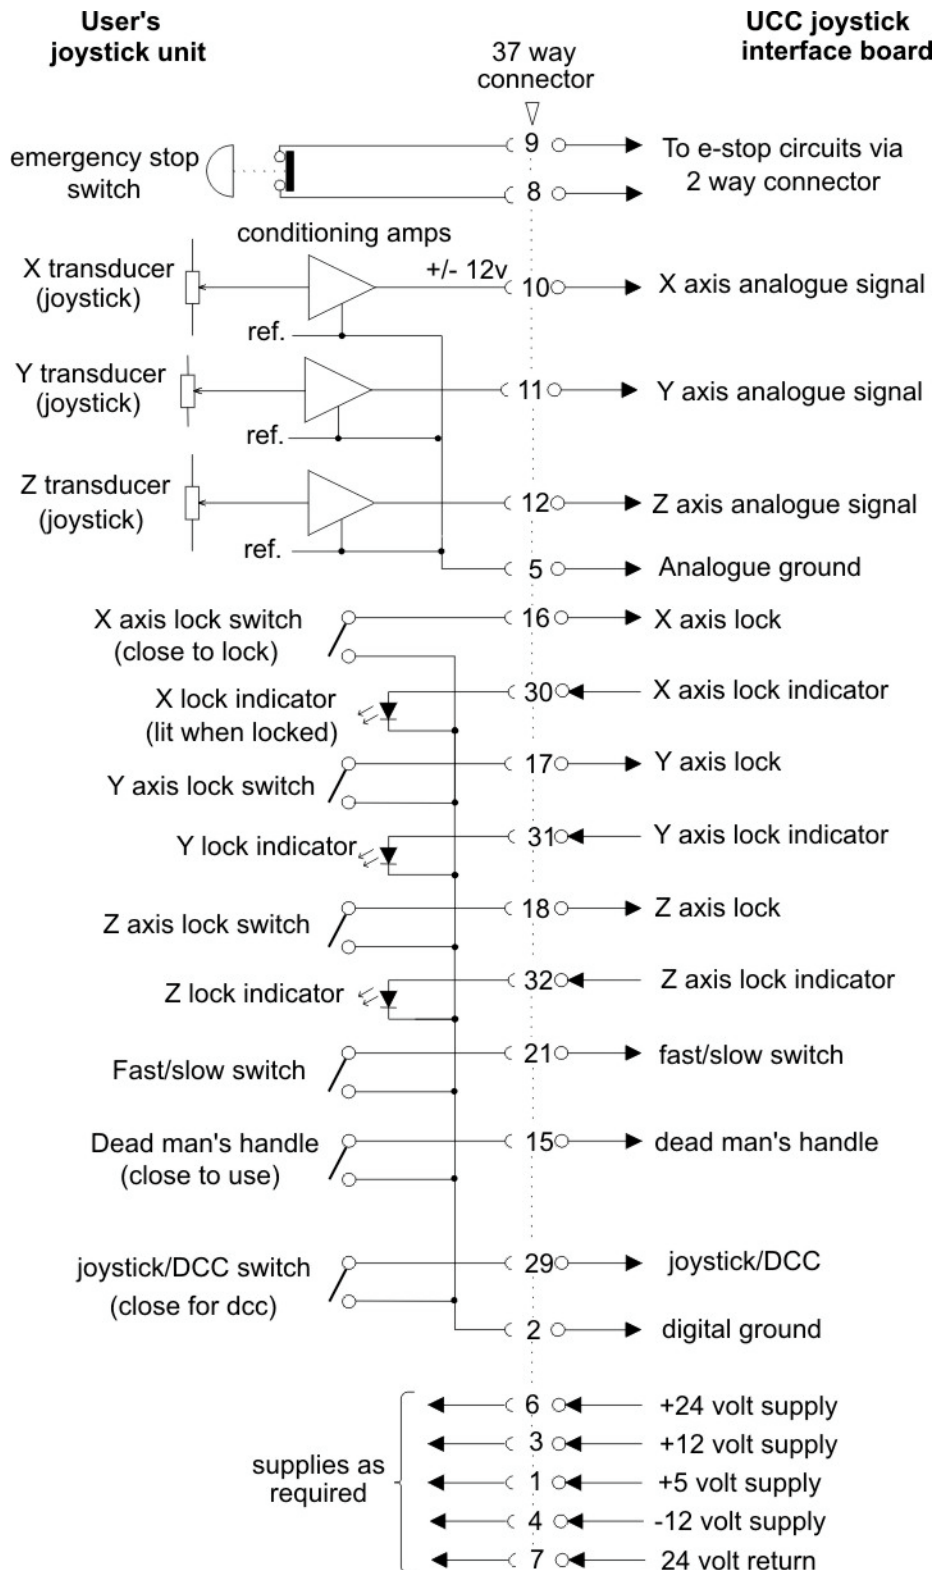 User's
joystick unit
37 way
connector
UCC joystick
interface board
emergency stop
switch
9
8
To e-stop circuits via
2 way connector
conditioning amps
X transducer
(joystick)
+/- 12v
10
X axis analogue signal
ref.
Y transducer
(joystick)
11
Y axis analogue signal
ref.
Z transducer
(joystick)
12
Z axis analogue signal
ref.
5
Analogue ground
X axis lock switch
(close to lock)
16
X axis lock
X lock indicator
(lit when locked)
30
X axis lock indicator
Y axis lock switch
17
Y axis lock
Y lock indicator
31
Y axis lock indicator
Z axis lock switch
18
Z axis lock
Z lock indicator
32
Z axis lock indicator
Fast/slow switch
21
fast/slow switch
Dead man's handle
(close to use)
15
dead man's handle
joystick/DCC switch
(close for dcc)
29
joystick/DCC
2
digital ground
supplies as
required
6
+24 volt supply
3
+12 volt supply
1
+5 volt supply
4
-12 volt supply
7
24 volt return